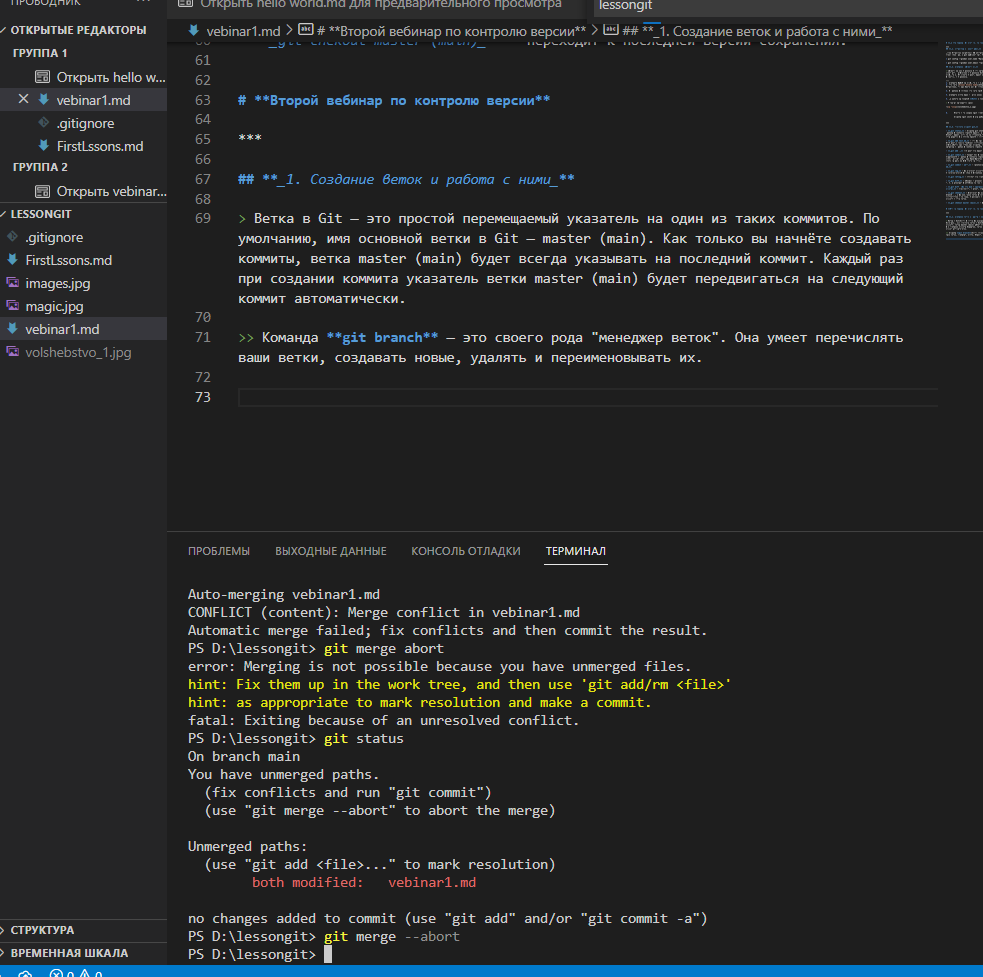 ПРОВОДНИК
Открыть hello world.md для предварительного просмотра
lessongit
ОТКРЫТЫЕ РЕДАКТОРЫ
ГРУППА 1
Открыть hello w...
vebinar1.md
.gitignore
FirstLssons.md
ГРУППА 2
Открыть vebinar...
LESSONGIT
.gitignore
FirstLssons.md
images.jpg
magic.jpg
vebinar1.md
volshebstvo_1.jpg
СТРУКТУРА
ВРЕМЕННАЯ ШКАЛА
vebinar1.md > # **Второй вебинар по контролю версии** > ## **_1. Создание веток и работа с ними_**
60 _git checkout master (main)_ переходит к последней версии сохранения.
61
62
63 # **Второй вебинар по контролю версии**
64
65 ***
66
67 ## **_1. Создание веток и работа с ними_**
68
69 > Ветка в Git — это простой перемещаемый указатель на один из таких коммитов. По
умолчанию, имя основной ветки в Git — master (main). Как только вы начнёте создавать
коммиты, ветка master (main) будет всегда указывать на последний коммит. Каждый раз
при создании коммита указатель ветки master (main) будет передвигаться на следующий
коммит автоматически.
70
71 >> Команда **git branch** — это своего рода "менеджер веток". Она умеет перечислять
ваши ветки, создавать новые, удалять и переименовывать их.
72
73
ПРОБЛЕМЫ ВЫХОДНЫЕ ДАННЫЕ КОНСОЛЬ ОТЛАДКИ ТЕРМИНАЛ
Auto-merging vebinar1.md
CONFLICT (content): Merge conflict in vebinar1.md
Automatic merge failed; fix conflicts and then commit the result.
PS D:\lessongit> git merge abort
error: Merging is not possible because you have unmerged files.
hint: Fix them up in the work tree, and then use 'git add/rm <file>'
hint: as appropriate to mark resolution and make a commit.
fatal: Exiting because of an unresolved conflict.
PS D:\lessongit> git status
On branch main
You have unmerged paths.
(fix conflicts and run "git commit")
(use "git merge --abort" to abort the merge)
Unmerged paths:
(use "git add <file>..." to mark resolution)
both modified: vebinar1.md
no changes added to commit (use "git add" and/or "git commit -a")
PS D:\lessongit> git merge --abort
PS D:\lessongit>
0 0